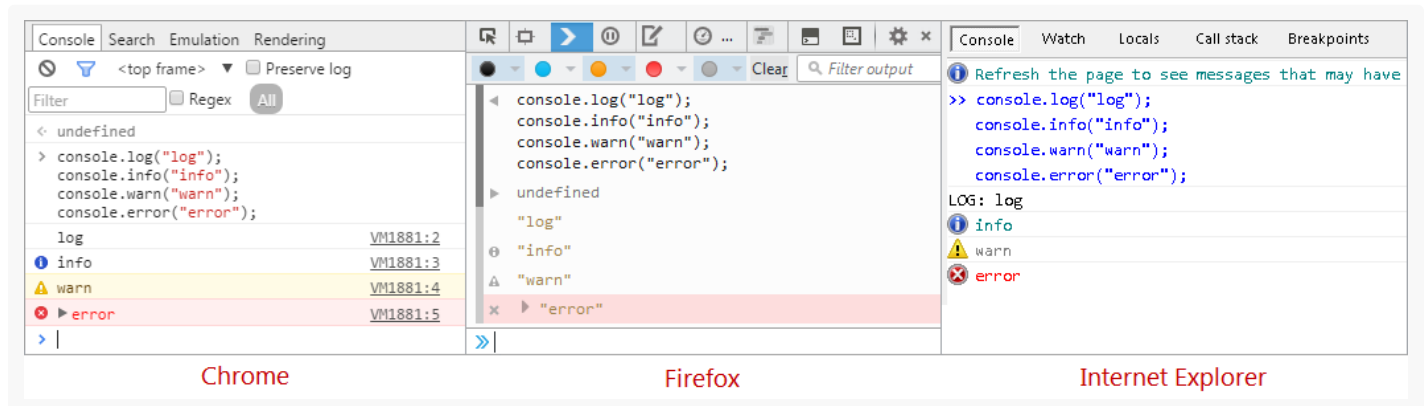 Console Search Emulation Rendering
<top frame> ▼ Preserve log
Filter Regex All
undefined
> console.log("log");
console.info("info");
console.warn("warn");
console.error("error");
log VM1881:2
info VM1881:3
warn VM1881:4
error VM1881:5
>
Chrome
...
Clear Filter output
console.log("log");
console.info("info");
console.warn("warn");
console.error("error");
undefined
"log"
"info"
"warn"
"error"
Firefox
Console Watch Locals Call stack Breakpoints
Refresh the page to see messages that may have
>> console.log("log");
console.info("info");
console.warn("warn");
console.error("error");
LOG: log
info
warn
error
Internet Explorer